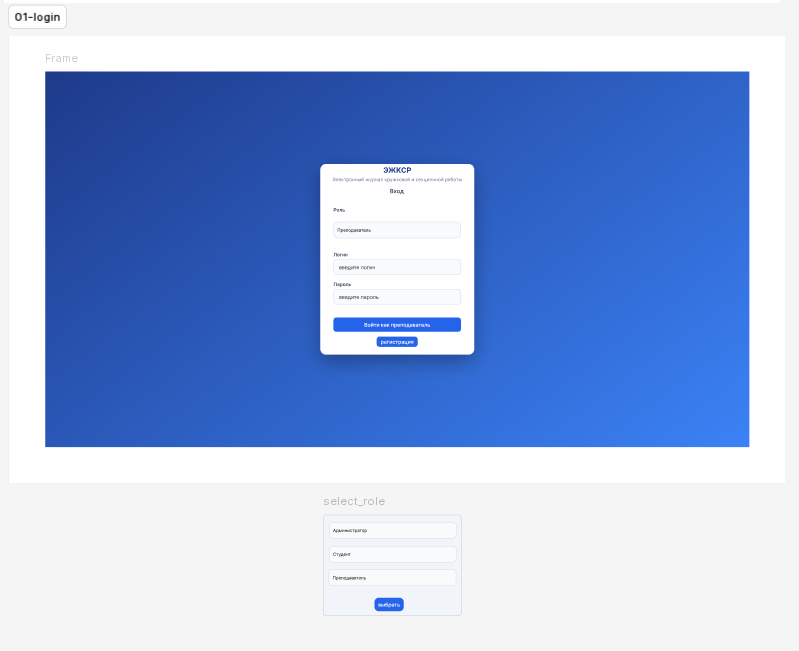 01-login
Frame
ЭЖКСР
Электронный журнал кружковой и секционной работы
Вход
Роль
Преподаватель
Логин
введите логин
Пароль
введите пароль
Войти как преподаватель
регистрация
select_role
Администратор
Студент
Преподаватель
выбрать